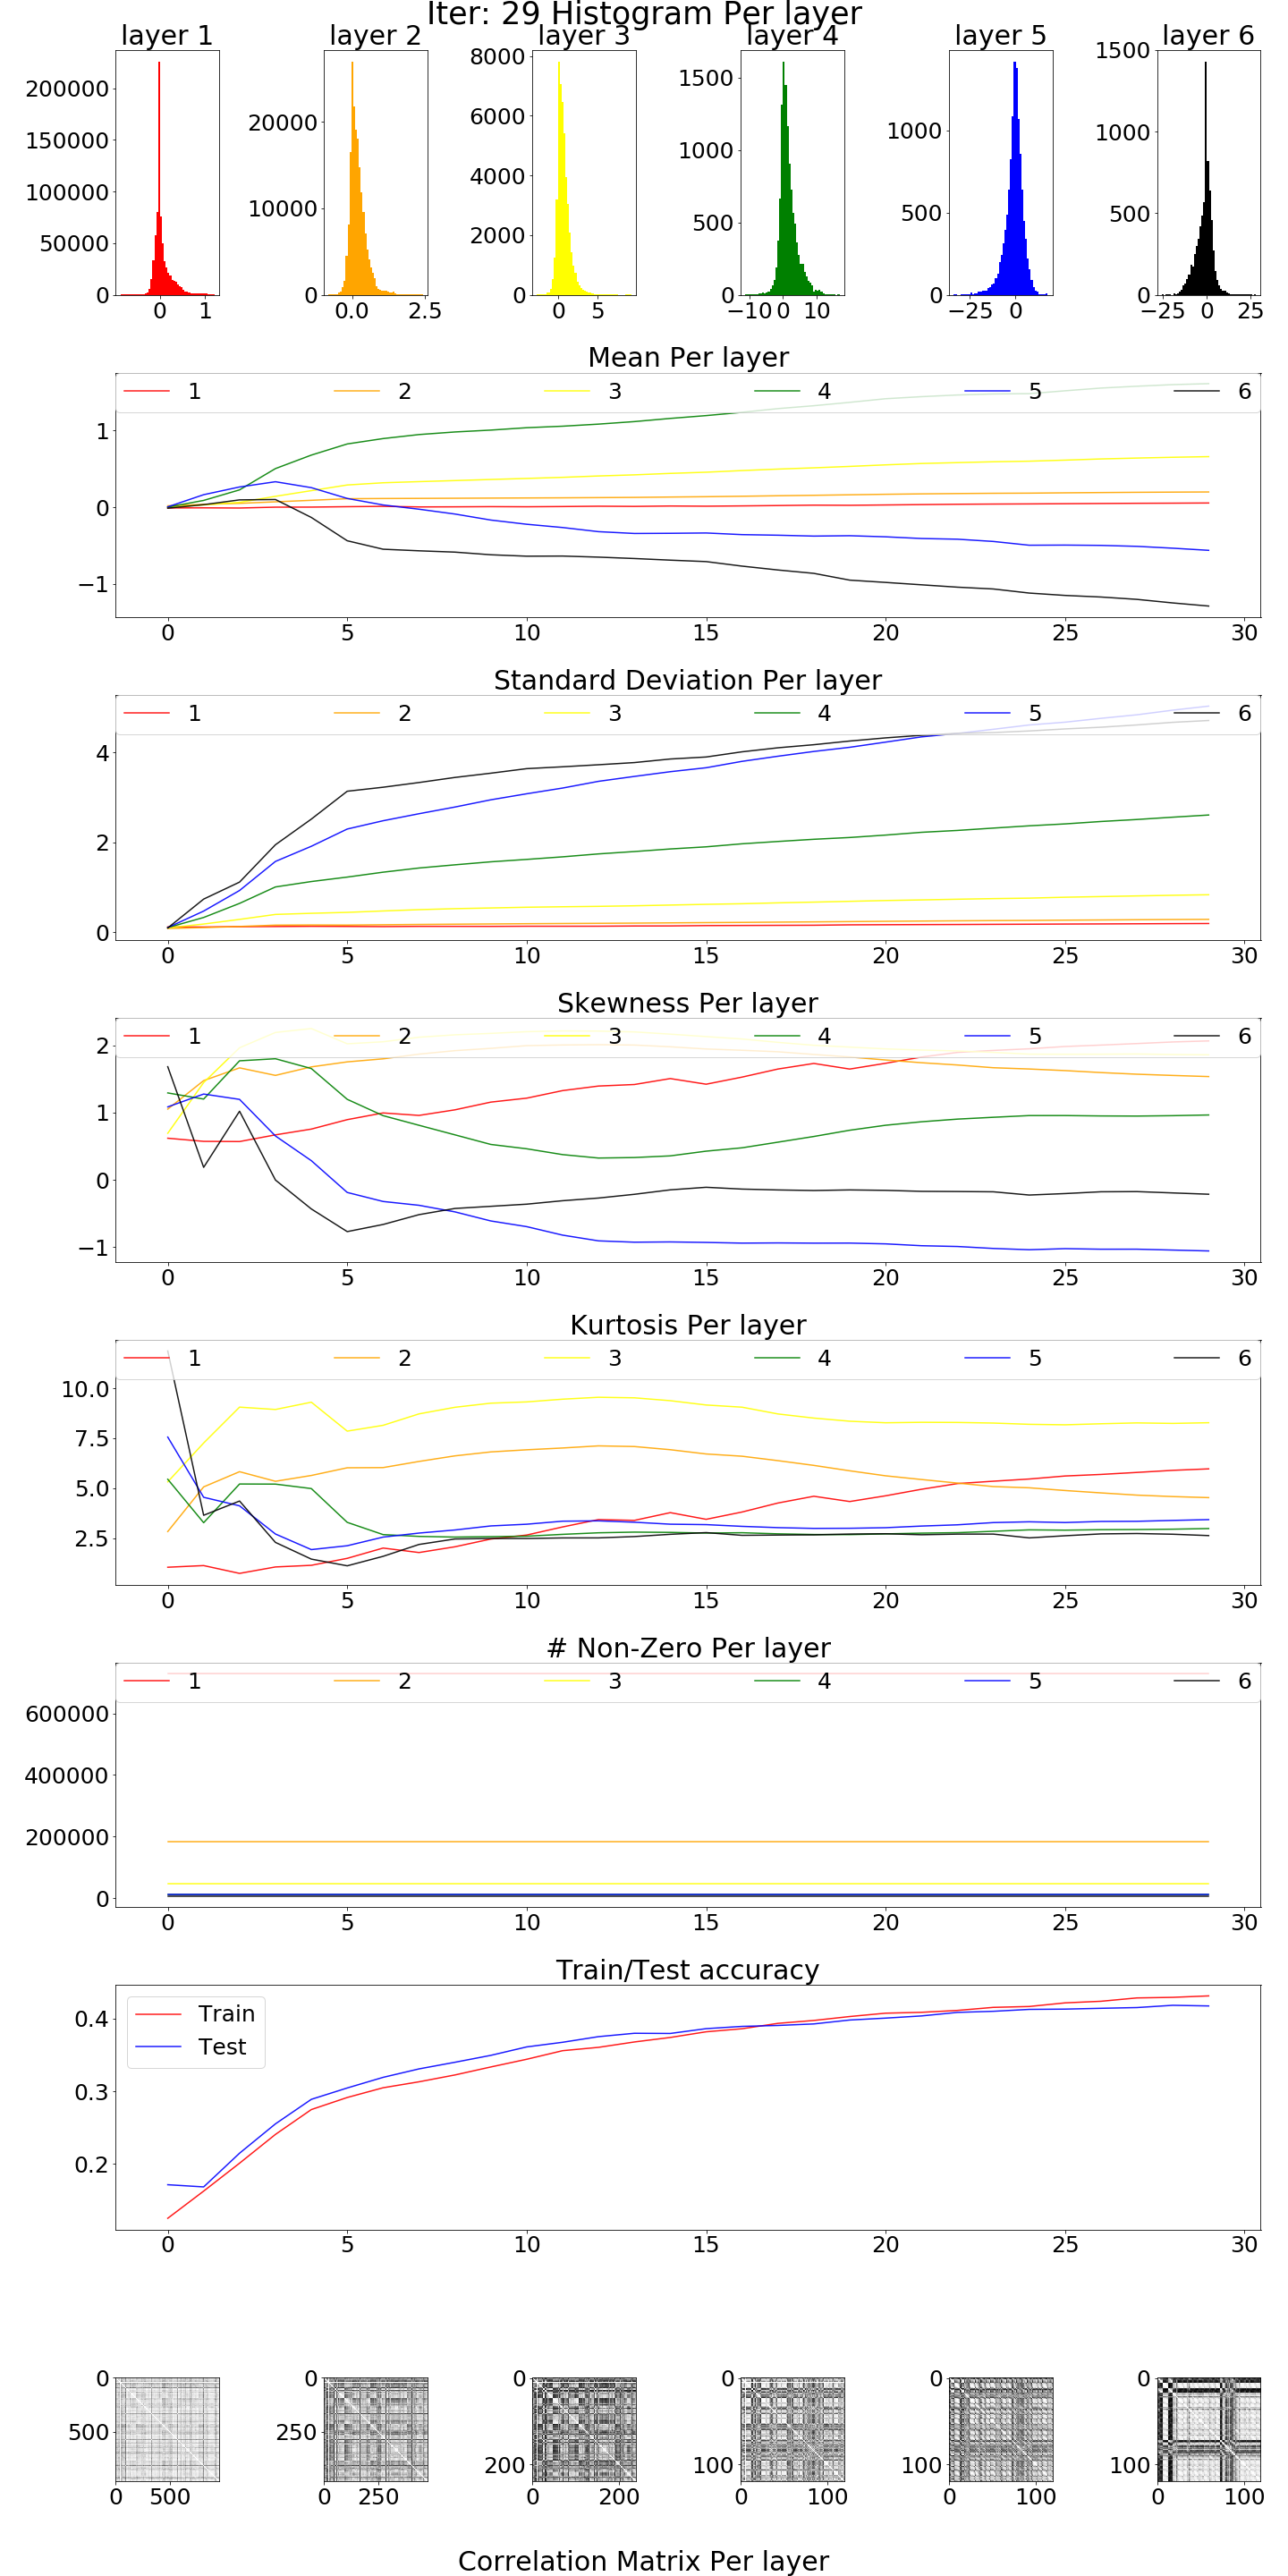 Iter: 29 Histogram Per layer
layer 1 layer 2 layer 3 layer 4 layer 5 layer 6
200000 150000 100000 50000 0
0 1
20000 10000 0
0.0 2.5
8000 6000 4000 2000 0
0 5
1500 1000 500 0
−10 0 10
1000 500 0
−25 0
1500 1000 500 0
−25 0 25
Mean Per layer
1 2 3 4 5 6
1
0
−1
0 5 10 15 20 25 30
Standard Deviation Per layer
1 2 3 4 5 6
4
2
0
0 5 10 15 20 25 30
Skewness Per layer
1 2 3 4 5 6
2
1
0
−1
0 5 10 15 20 25 30
Kurtosis Per layer
1 2 3 4 5 6
10.0
7.5
5.0
2.5
0 5 10 15 20 25 30
# Non-Zero Per layer
1 2 3 4 5 6
600000
400000
200000
0
0 5 10 15 20 25 30
Train/Test accuracy
Train
Test
0.4
0.3
0.2
0 5 10 15 20 25 30
0 500
0 500
0 250
0 250
0 200
0 200
0 100
0 100
0 100
0 100
0 100
0 100
Correlation Matrix Per layer